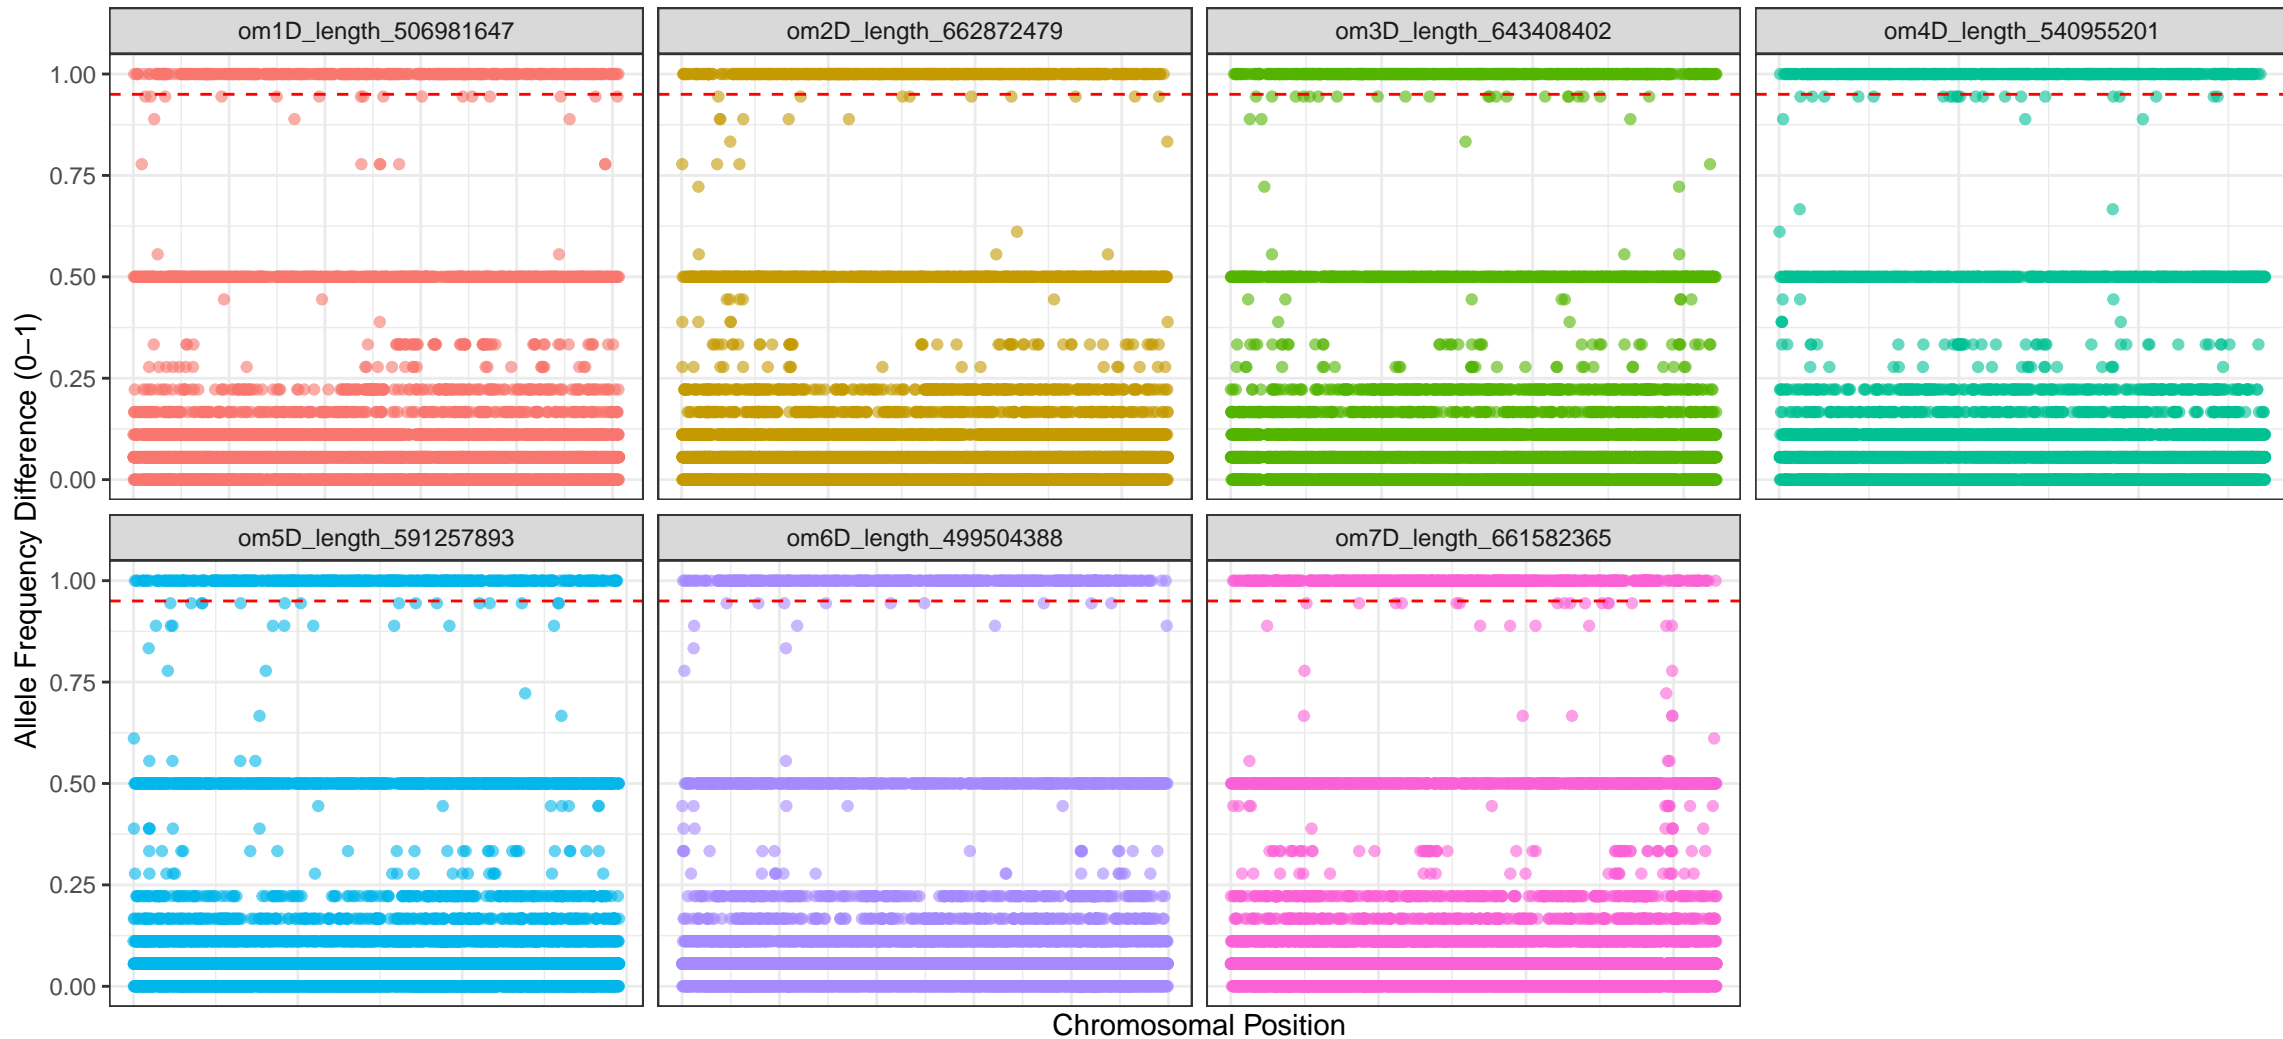 om1D_length_506981647
om2D_length_662872479
om3D_length_643408402
om4D_length_540955201
1.00
0.75
0.50
0.25
0.00
om5D_length_591257893
om6D_length_499504388
om7D_length_661582365
1.00
0.75
0.50
0.25
0.00
Allele Frequency Difference (0−1)
Chromosomal Position